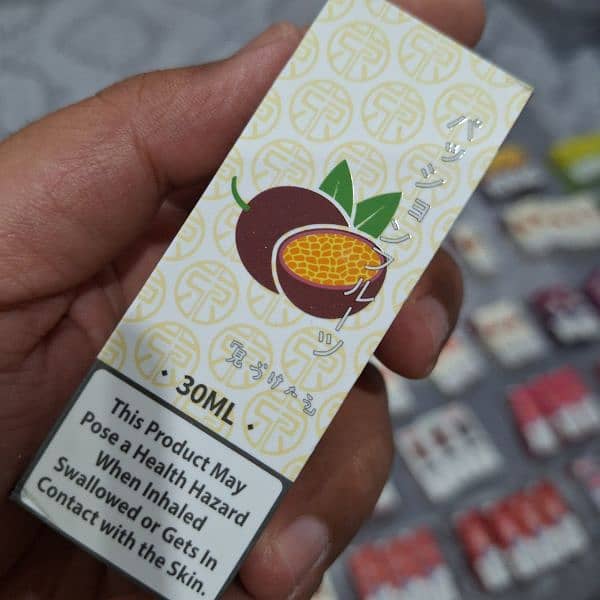 パッションフルーツ
• 30ML •
This Product May
Pose a Health Hazard
When Inhaled
Swallowed or Gets In
Contact with the Skin.